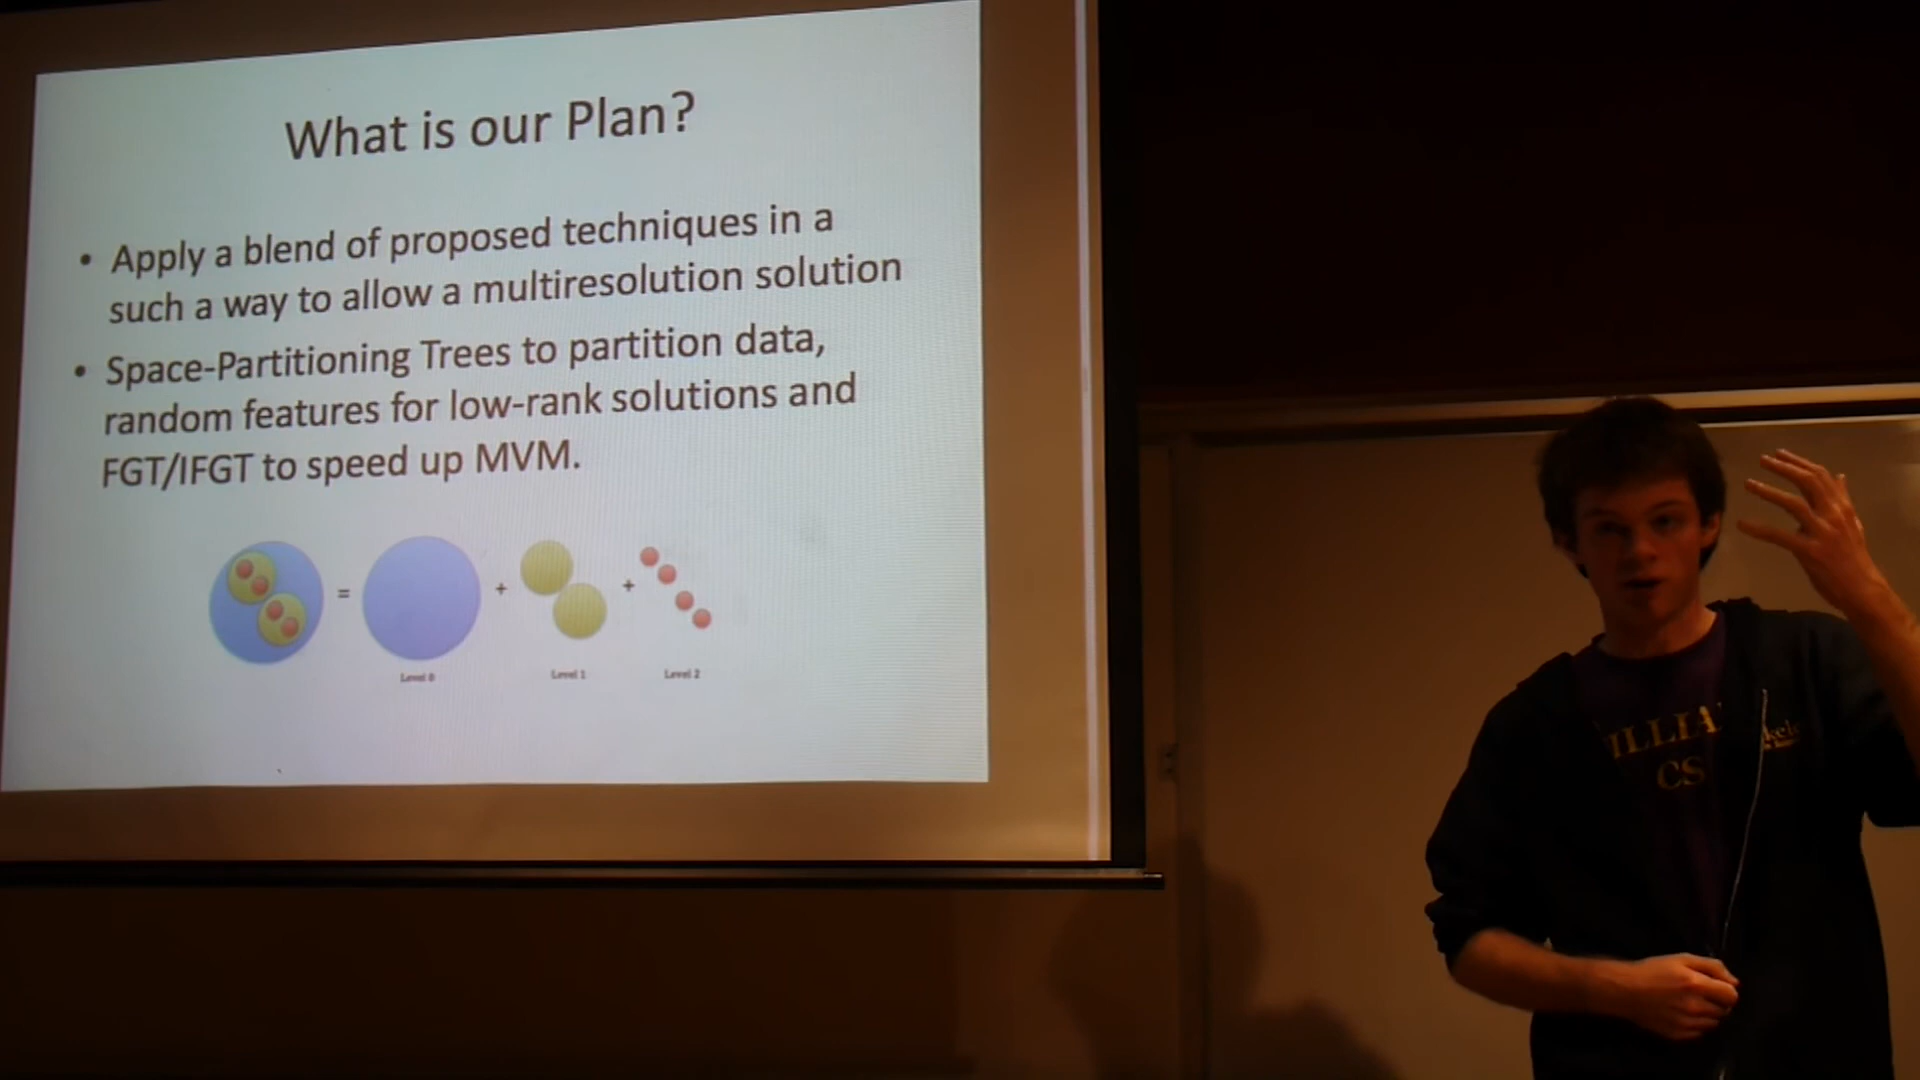 What is our Plan?
• Apply a blend of proposed techniques in a
such a way to allow a multiresolution solution
• Space-Partitioning Trees to partition data,
random features for low-rank solutions and
FGT/IFGT to speed up MVM.
= + +
Level 0 Level 1 Level 2
CS